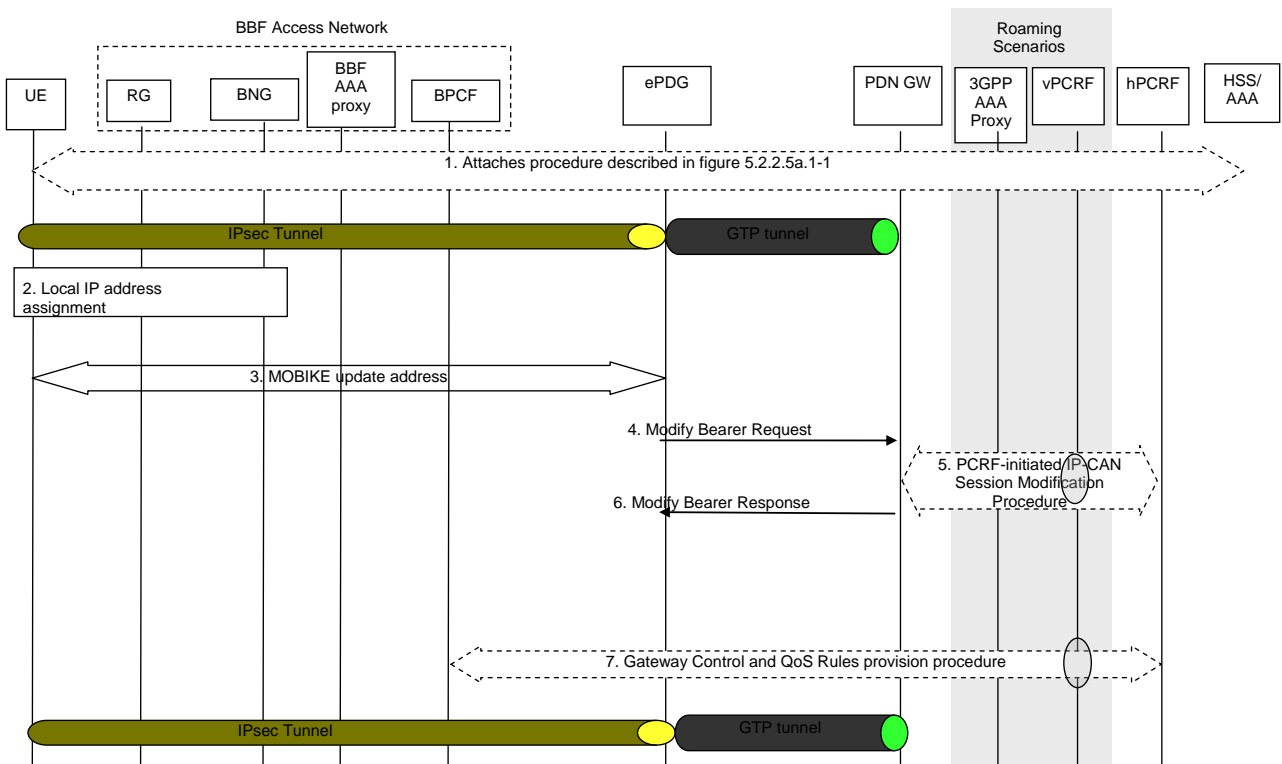 BBF Access Network
Roaming
Scenarios
UE
RG
BNG
BBF
AAA
proxy
BPCF
ePDG
PDN GW
3GPP
AAA
Proxy
vPCRF
hPCRF
HSS/
AAA
1. Attaches procedure described in figure 5.2.2.5a.1-1
IPsec Tunnel
GTP tunnel
2. Local IP address
assignment
3. MOBIKE update address
4. Modify Bearer Request
5. PCRF-initiated IP-CAN
Session Modification
Procedure
6. Modify Bearer Response
7. Gateway Control and QoS Rules provision procedure
IPsec Tunnel
GTP tunnel